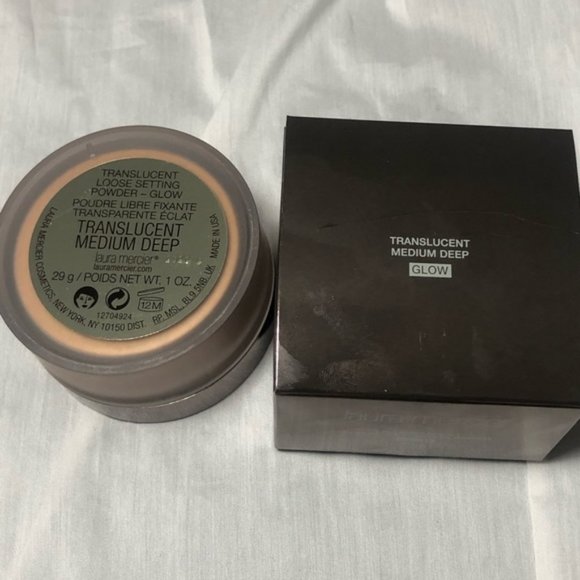 TRANSLUCENT
LOOSE SETTING
POWDER – GLOW
POUDRE LIBRE FIXANTE
TRANSPARENTE ÉCLAT
TRANSLUCENT
MEDIUM DEEP
laura mercier®
lauramercier.com
29 g / POIDS NET WT. 1 OZ.
12M
12704924
LAURA MERCIER COSMETICS, NEW YORK, NY 10150 DIST. RP. MSL, BL9 5NB, UK MADE IN USA
TRANSLUCENT
MEDIUM DEEP
GLOW